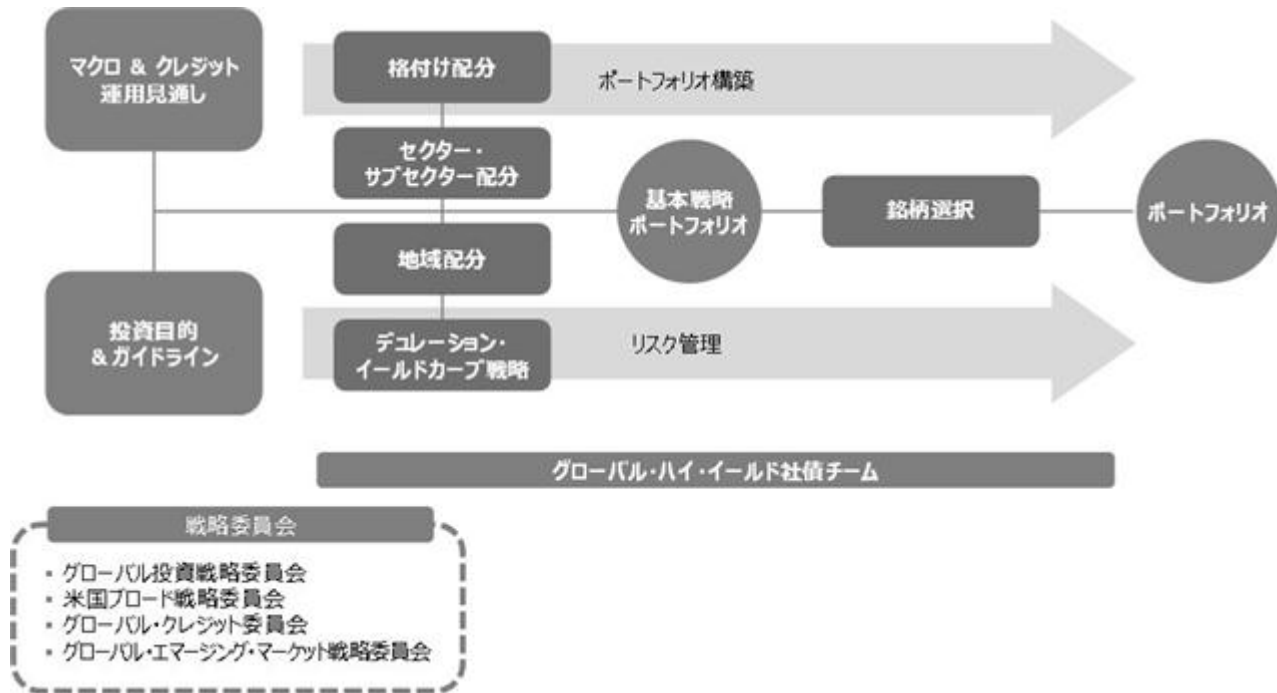 マクロ & クレジット
運用見通し
格付け配分
ポートフォリオ構築
セクター・
サブセクター配分
基本戦略
ポートフォリオ
銘柄選択
ポートフォリオ
地域配分
投資目的
& ガイドライン
デュレーション・
イールドカーブ戦略
リスク管理
グローバル・ハイ・イールド社債チーム
戦略委員会
▪ グローバル投資戦略委員会
▪ 米国ブロード戦略委員会
▪ グローバル・クレジット委員会
▪ グローバル・エマージング・マーケット戦略委員会